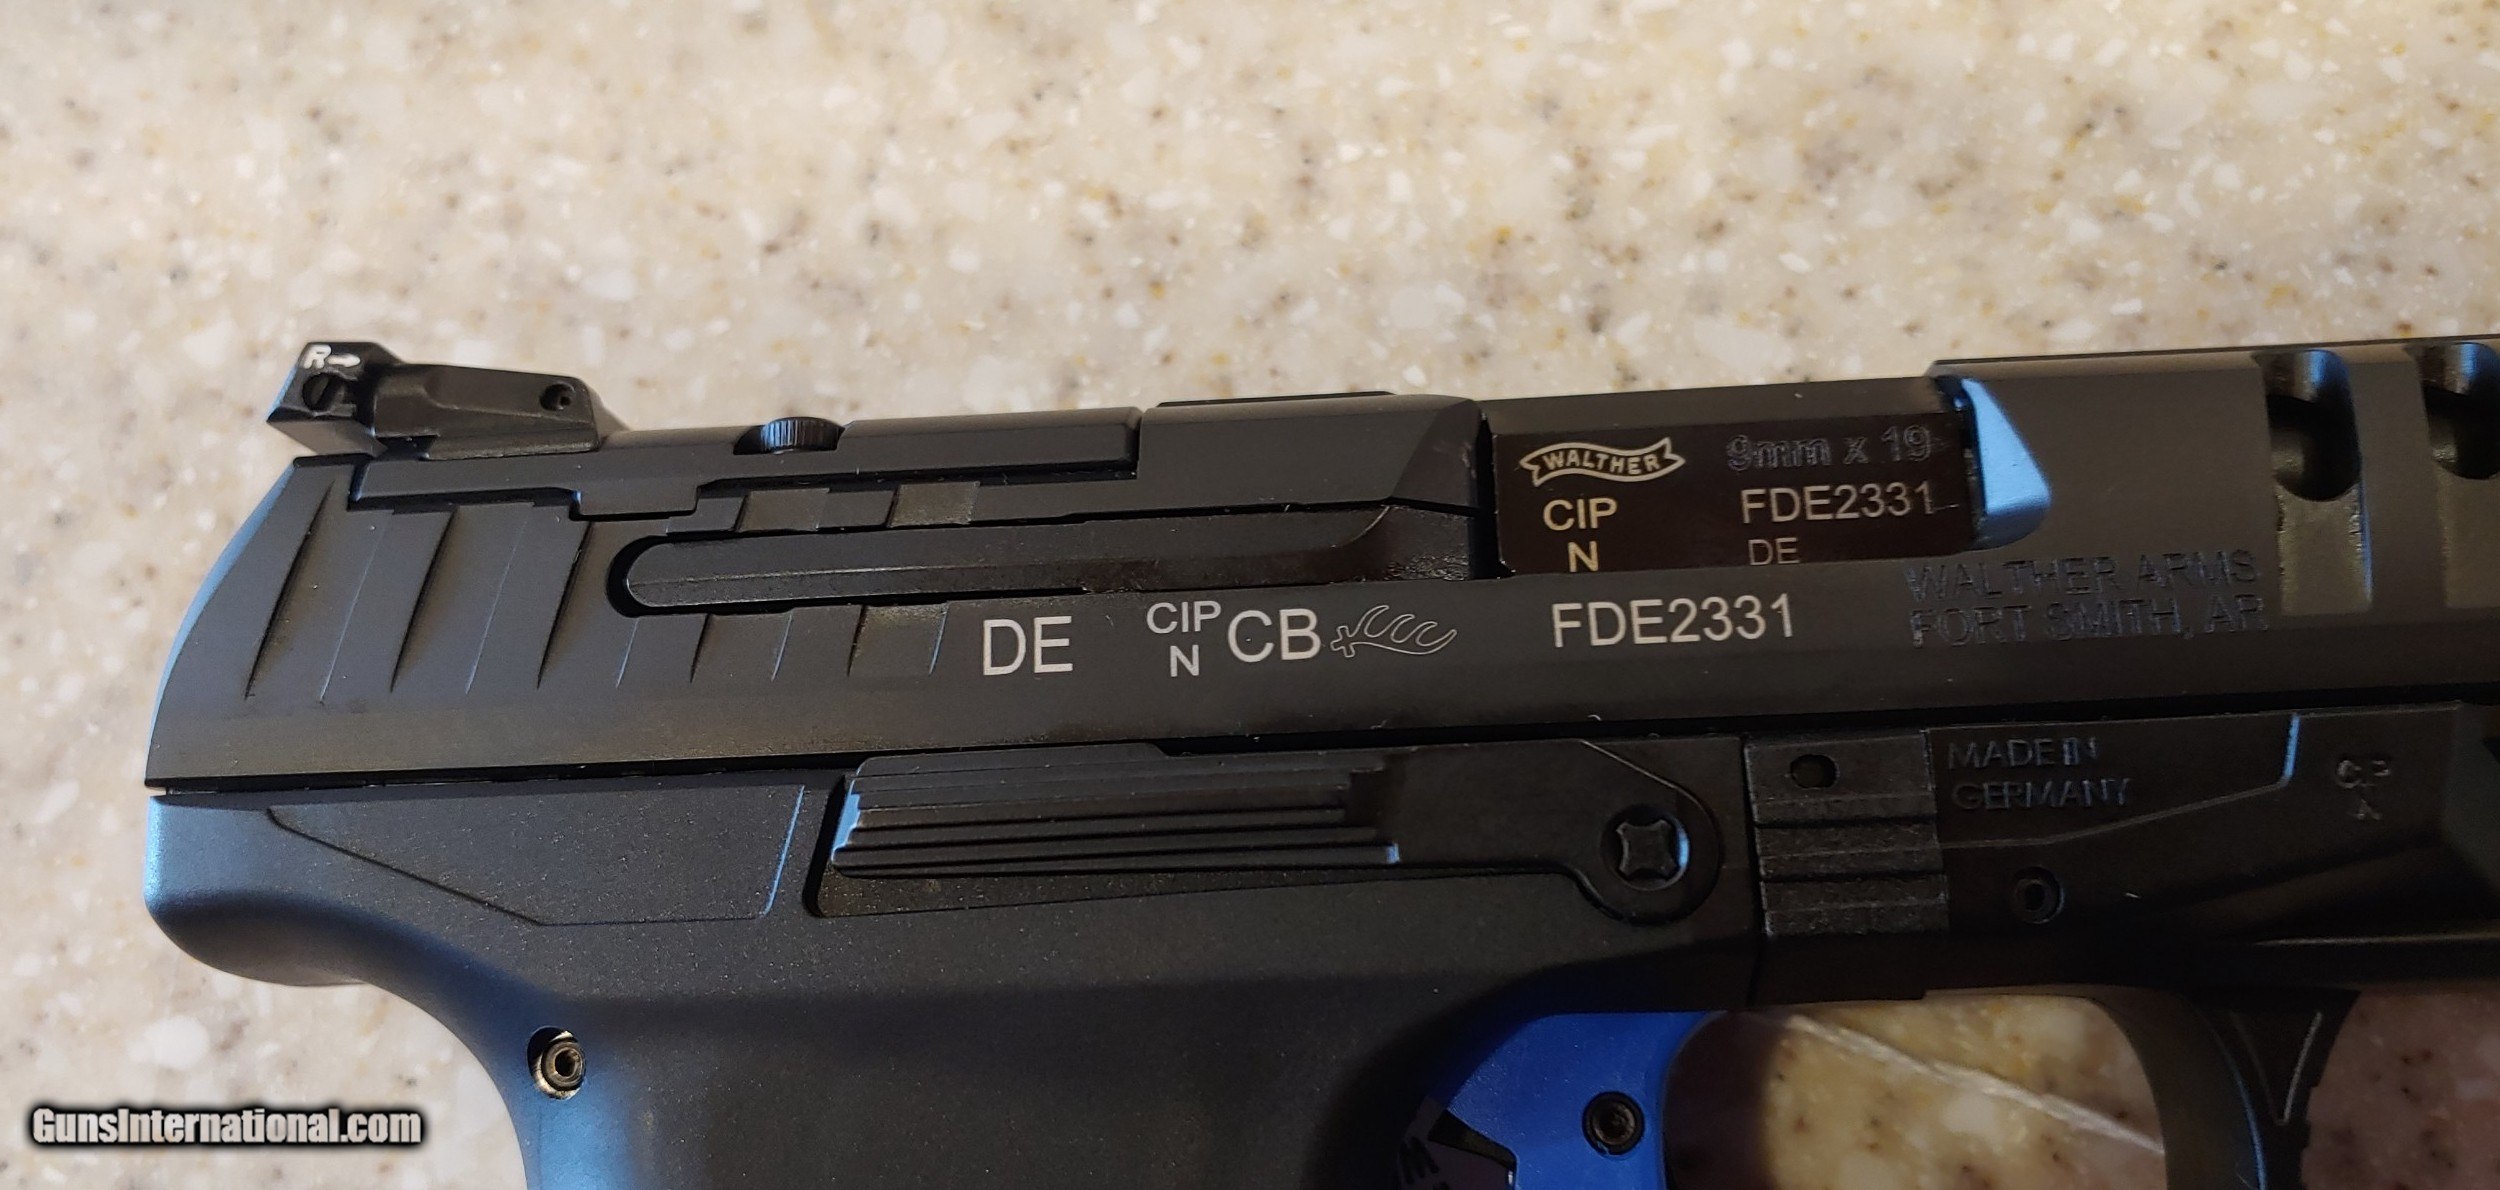 R→
WALTHER
9mm x 19
CIP
N
FDE2331
DE
DE
CIP
N
CB
FDE2331
WALTHER ARMS
FORT SMITH, AR
MADE IN
GERMANY
GunsInternational.com